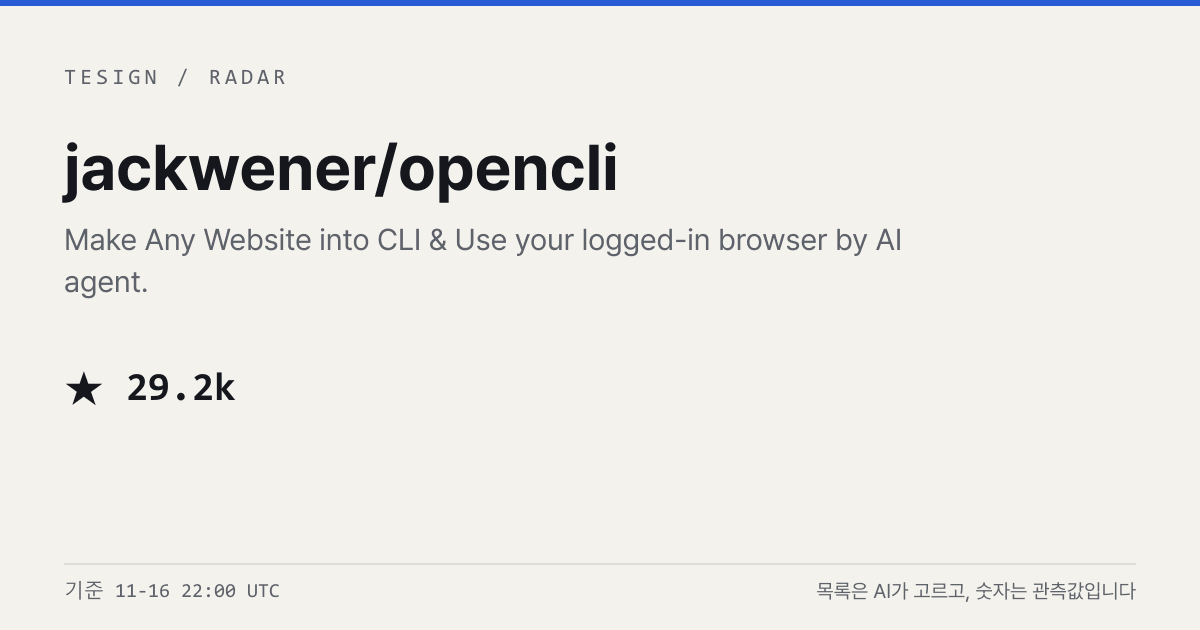 TESIGN / RADAR
jackwener/opencli
Make Any Website into CLI & Use your logged-in browser by AI
agent.
★ 29.2k
기준 11-16 22:00 UTC
목록은 AI가 고르고, 숫자는 관측값입니다